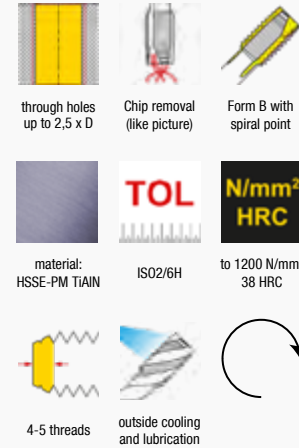 through holes
up to 2,5 x D
Chip removal
(like picture)
Form B with
spiral point
TOL
N/mm²
HRC
material:
HSSE-PM TiAlN
ISO2/6H
to 1200 N/mm
38 HRC
4-5 threads
outside cooling
and lubrication